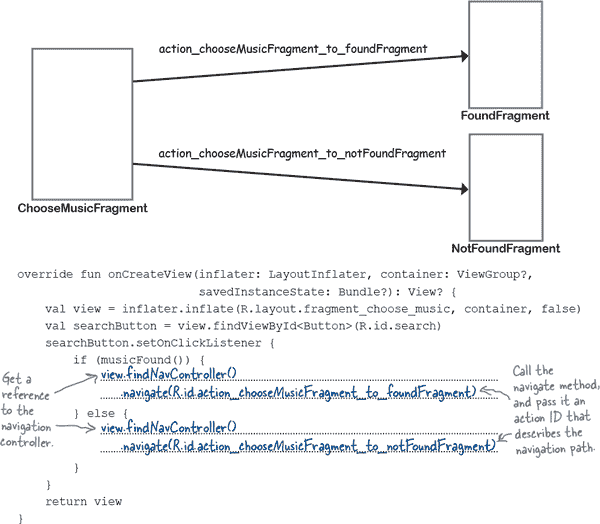 action_chooseMusicFragment_to_foundFragment
FoundFragment
action_chooseMusicFragment_to_notFoundFragment
ChooseMusicFragment
NotFoundFragment
override fun onCreateView(inflater: LayoutInflater, container: ViewGroup?,
savedInstanceState: Bundle?): View? {
val view = inflater.inflate(R.layout.fragment_choose_music, container, false)
val searchButton = view.findViewById<Button>(R.id.search)
searchButton.setOnClickListener {
if (musicFound()) {
view.findNavController()
.navigate(R.id.action_chooseMusicFragment_to_foundFragment)
} else {
view.findNavController()
.navigate(R.id.action_chooseMusicFragment_to_notFoundFragment)
}
}
return view
}
Get a
reference
to the
navigation
controller.
Call the
navigate method,
and pass it an
action ID that
describes the
navigation path.